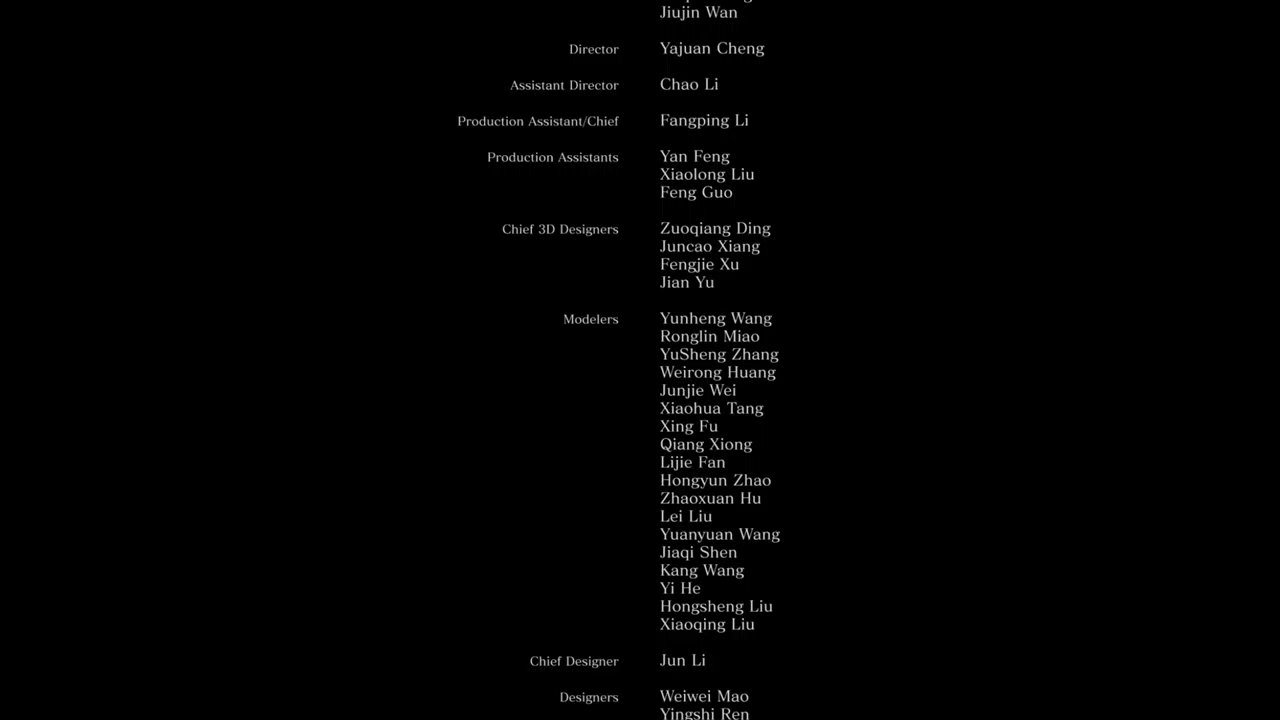 Jiujin Wan
Director Yajuan Cheng
Assistant Director Chao Li
Production Assistant/Chief Fangping Li
Production Assistants Yan Feng
Xiaolong Liu
Feng Guo
Chief 3D Designers Zuoqiang Ding
Juncao Xiang
Fengjie Xu
Jian Yu
Modelers Yunheng Wang
Ronglin Miao
YuSheng Zhang
Weirong Huang
Junjie Wei
Xiaohua Tang
Xing Fu
Qiang Xiong
Lijie Fan
Hongyun Zhao
Zhaoxuan Hu
Lei Liu
Yuanyuan Wang
Jiaqi Shen
Kang Wang
Yi He
Hongsheng Liu
Xiaoqing Liu
Chief Designer Jun Li
Designers Weiwei Mao
Yingshi Ren